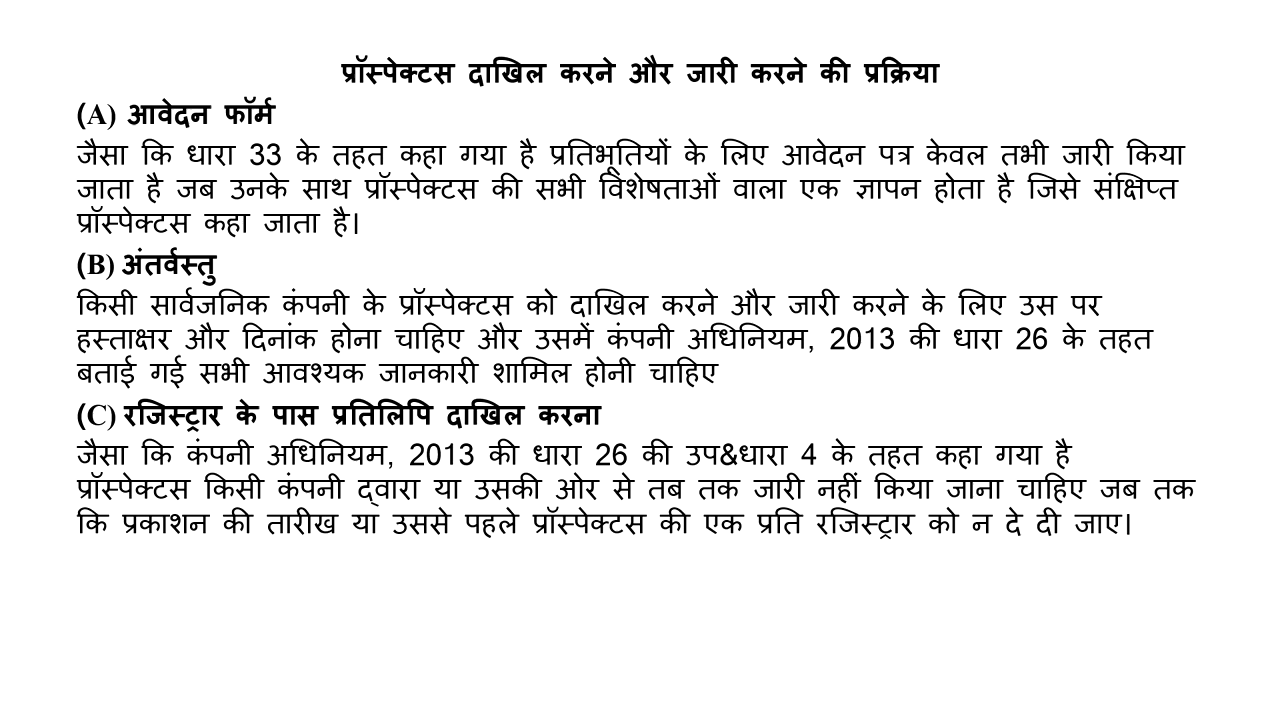 प्रॉस्पेक्टस दाखिल करने और जारी करने की प्रक्रिया
(A) आवेदन फॉर्म
जैसा कि धारा 33 के तहत कहा गया है प्रतिभूतियों के लिए आवेदन पत्र केवल तभी जारी किया
जाता है जब उनके साथ प्रॉस्पेक्टस की सभी विशेषताओं वाला एक ज्ञापन होता है जिसे संक्षिप्त
प्रॉस्पेक्टस कहा जाता है।
(B) अंतर्वस्तु
किसी सार्वजनिक कंपनी के प्रॉस्पेक्टस को दाखिल करने और जारी करने के लिए उस पर
हस्ताक्षर और दिनांक होना चाहिए और उसमें कंपनी अधिनियम, 2013 की धारा 26 के तहत
बताई गई सभी आवश्यक जानकारी शामिल होनी चाहिए
(C) रजिस्ट्रार के पास प्रतिलिपि दाखिल करना
जैसा कि कंपनी अधिनियम, 2013 की धारा 26 की उप&धारा 4 के तहत कहा गया है
प्रॉस्पेक्टस किसी कंपनी द्वारा या उसकी ओर से तब तक जारी नहीं किया जाना चाहिए जब तक
कि प्रकाशन की तारीख या उससे पहले प्रॉस्पेक्टस की एक प्रति रजिस्ट्रार को न दे दी जाए।